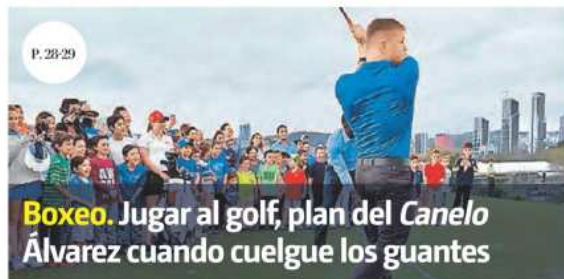 P. 28-29
Boxeo. Jugar al golf, plan del Canelo
Álvarez cuando cuelgue los guantes